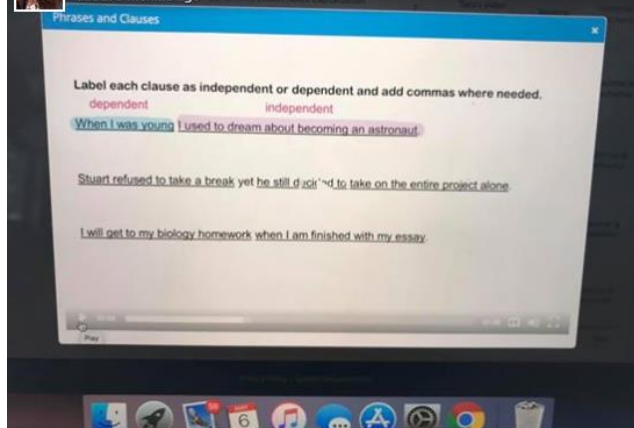 Phrases and Clauses
Label each clause as independent or dependent and add commas where needed.
dependent independent
When I was young I used to dream about becoming an astronaut.
Stuart refused to take a break yet he still decided to take on the entire project alone.
I will get to my biology homework when I am finished with my essay.
Play
6